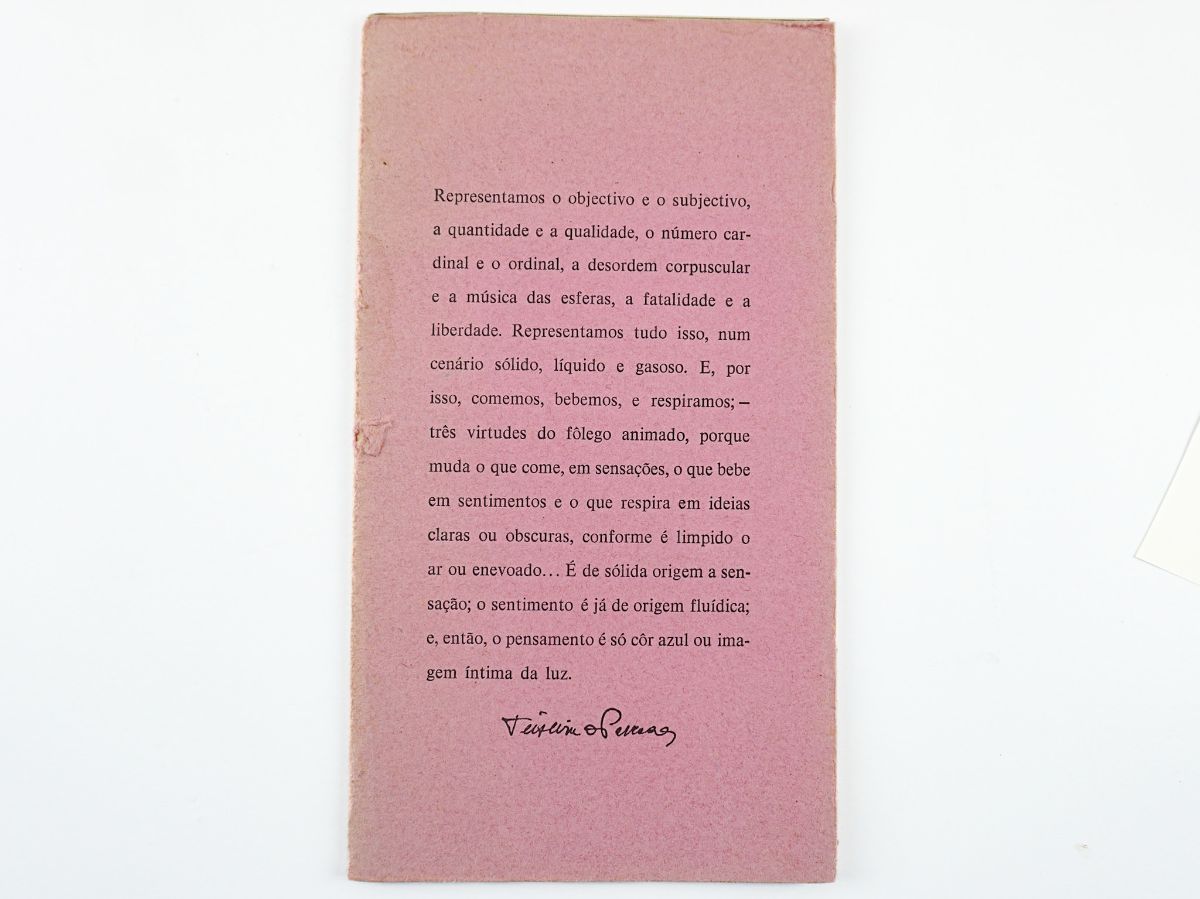 Representamos o objectivo e o subjectivo,
a quantidade e a qualidade, o número car-
dinal e o ordinal, a desordem corpuscular
e a música das esferas, a fatalidade e a
liberdade. Representamos tudo isso, num
cenário sólido, líquido e gasoso. E, por
isso, comemos, bebemos, e respiramos; —
três virtudes do fôlego animado, porque
muda o que come, em sensações, o que bebe
em sentimentos e o que respira em ideias
claras ou obscuras, conforme é limpido o
ar ou enevoado... É de sólida origem a sen-
sação; o sentimento é já de origem fluídica;
e, então, o pensamento é só côr azul ou ima-
gem íntima da luz.
Teixeira de Pascoaes